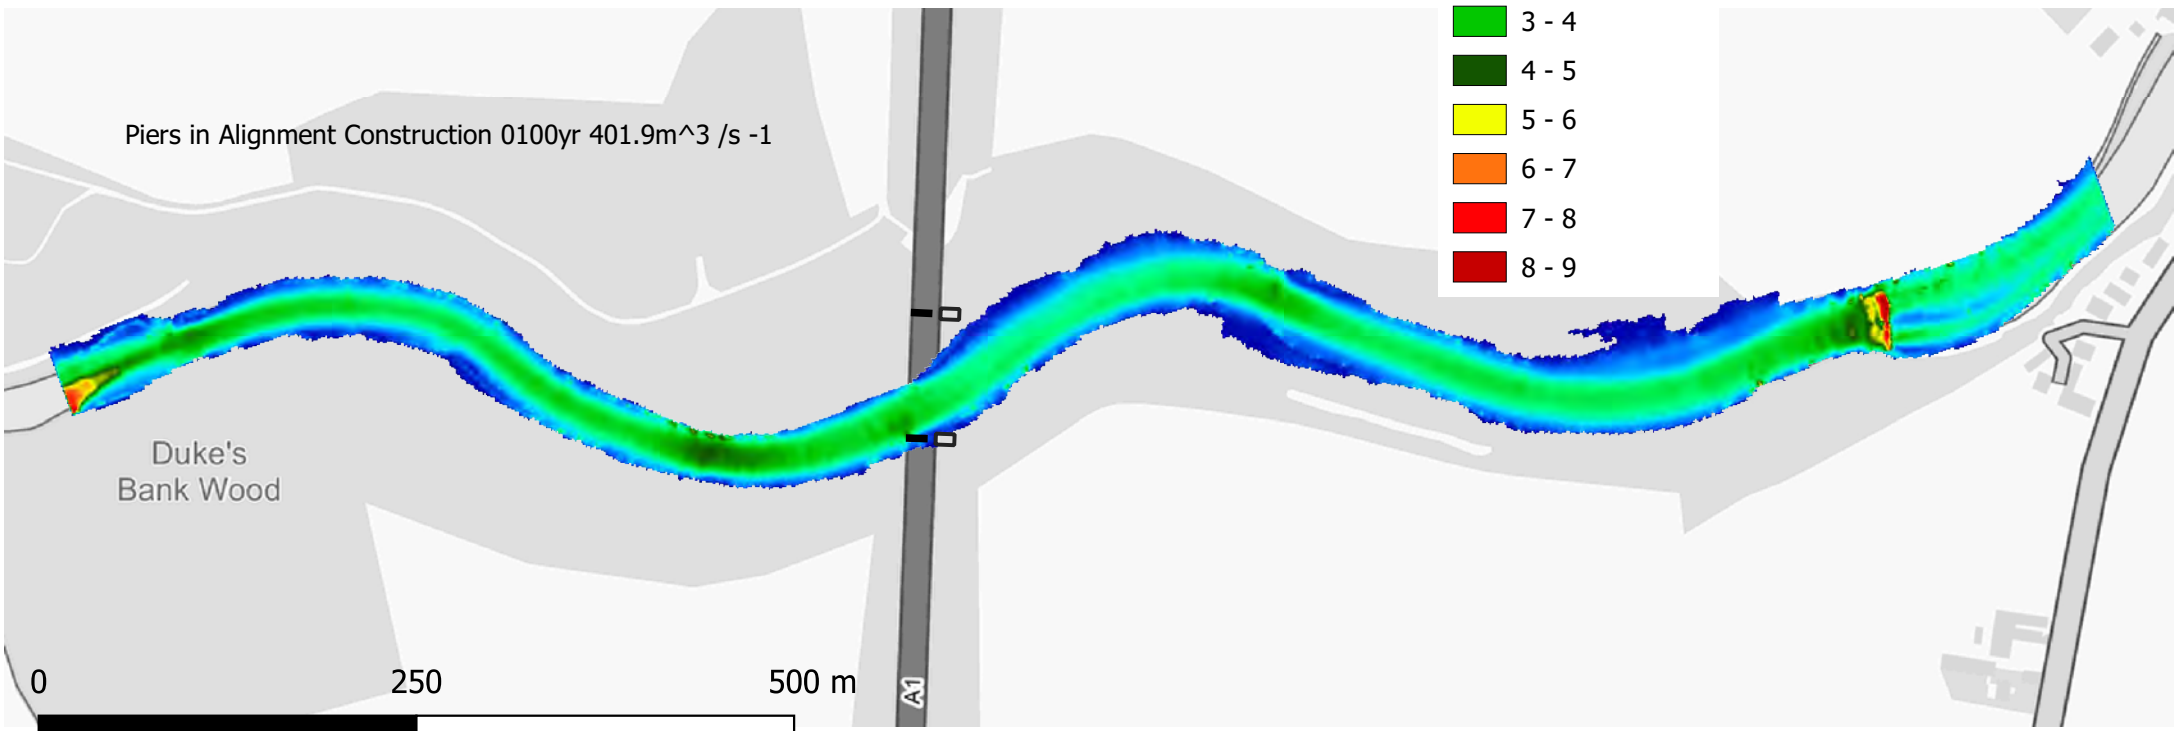 3 - 4
4 - 5
5 - 6
6 - 7
7 - 8
8 - 9
Piers in Alignment Construction 0100yr 401.9m^3 /s -1
Duke's
Bank Wood
0 250 500 m
A1